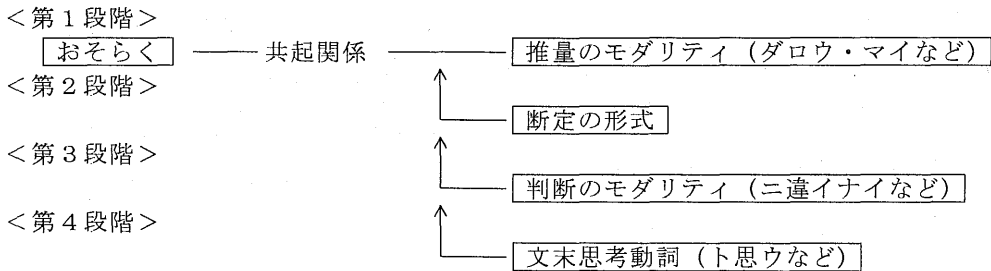 <第1段階>
おそらく 共起関係 推量のモダリティ(ダロウ・マイなど)
<第2段階>
断定の形式
<第3段階>
判断のモダリティ(ニ違イナイなど)
<第4段階>
文末思考動詞(ト思ウなど)